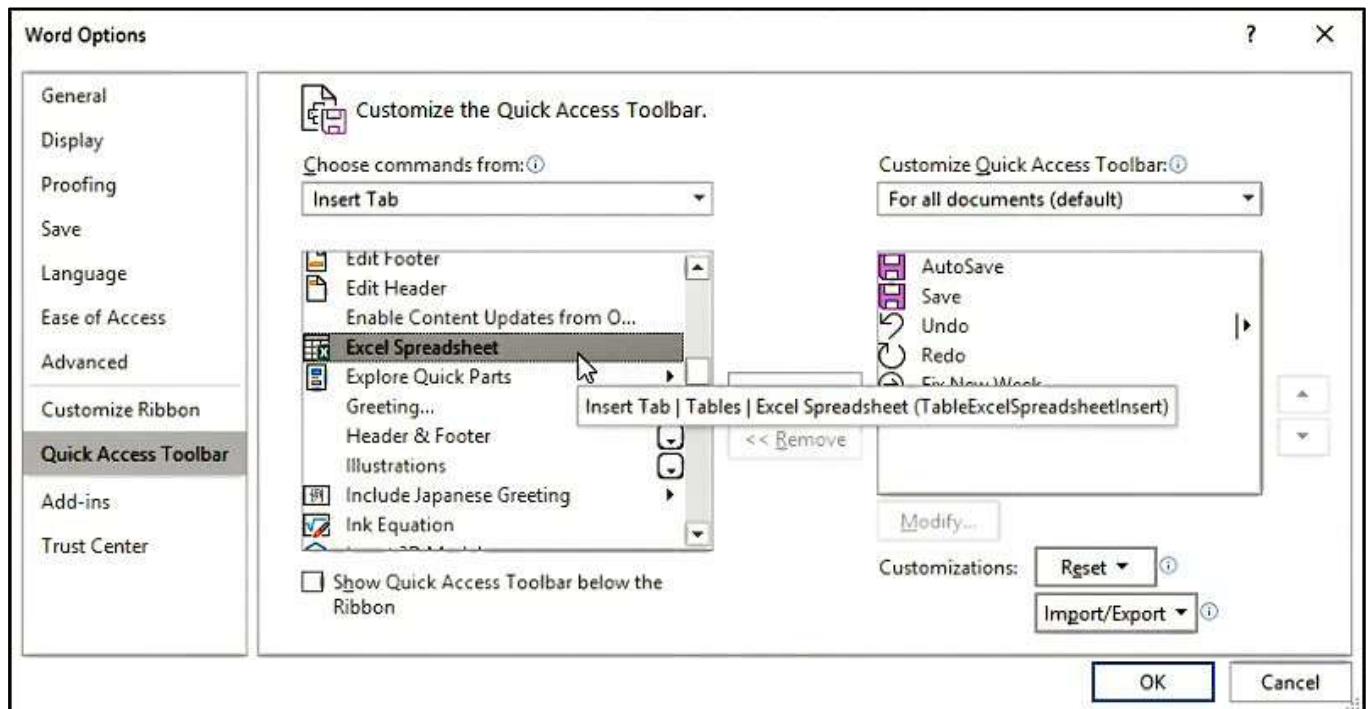 Word Options
?
General
Display
Proofing
Save
Language
Ease of Access
Advanced
Customize Ribbon
Quick Access Toolbar
Add-ins
Trust Center
Customize the Quick Access Toolbar.
Choose commands from:
Insert Tab
Edit Footer
Edit Header
Enable Content Updates from O...
Excel Spreadsheet
Explore Quick Parts
Greeting...
Header & Footer
Illustrations
Include Japanese Greeting
Ink Equation
Show Quick Access Toolbar below the
Ribbon
Insert Tab | Tables | Excel Spreadsheet (TableExcelSpreadsheetInsert)
<< Remove
Customize Quick Access Toolbar:
For all documents (default)
AutoSave
Save
Undo
Redo
Fix New Week
Modify...
Customizations:
Reset
Import/Export
OK
Cancel